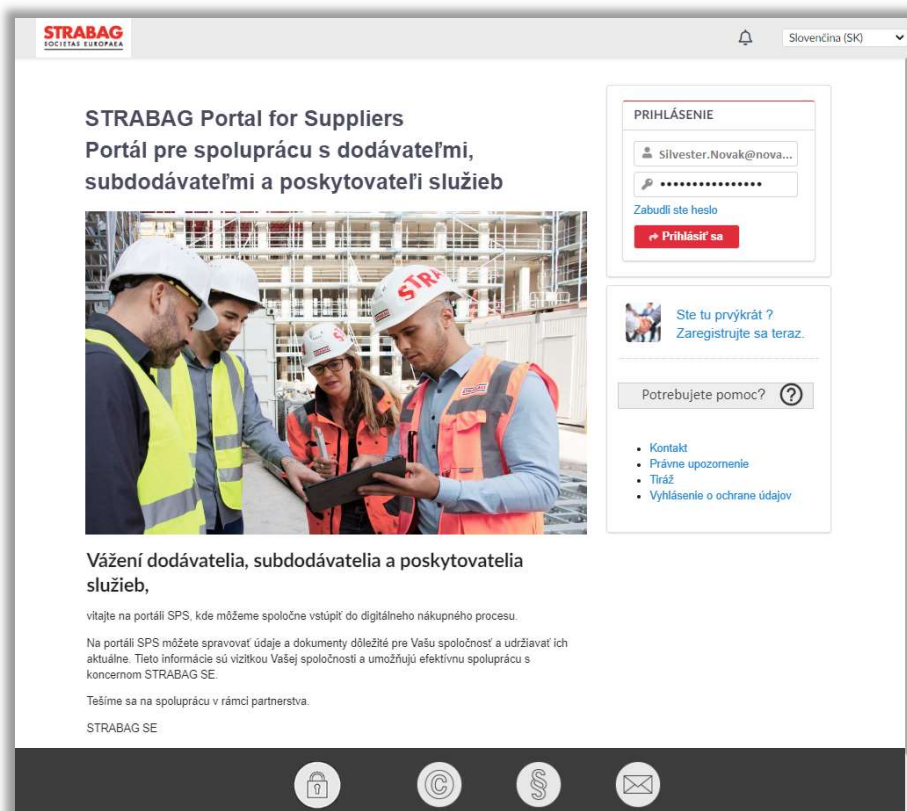 STRABAG
SOCIETAS EUROPAEA
Slovenčina (SK)
STRABAG Portal for Suppliers
Portál pre spoluprácu s dodávateľmi,
subdodávateľmi a poskytovateľi služieb
STRA
PRIHLÁSENIE
Silvester.Novak@nova...
••••••••••••••••
Zabudli ste heslo
Prihlásiť sa
Ste tu prvýkrát ?
Zaregistrujte sa teraz.
Potrebujete pomoc?
Kontakt
Právne upozornenie
Tiráž
Vyhlásenie o ochrane údajov
Vážení dodávatelia, subdodávatelia a poskytovatelia
služieb,
vitajte na portáli SPS, kde môžeme spoločne vstúpiť do digitálneho nákupného procesu.
Na portáli SPS môžete spravovať údaje a dokumenty dôležité pre Vašu spoločnosť a udržiavať ich
aktuálne. Tieto informácie sú vizitkou Vašej spoločnosti a umožňujú efektívnu spoluprácu s
koncernom STRABAG SE.
Tešíme sa na spoluprácu v rámci partnerstva.
STRABAG SE